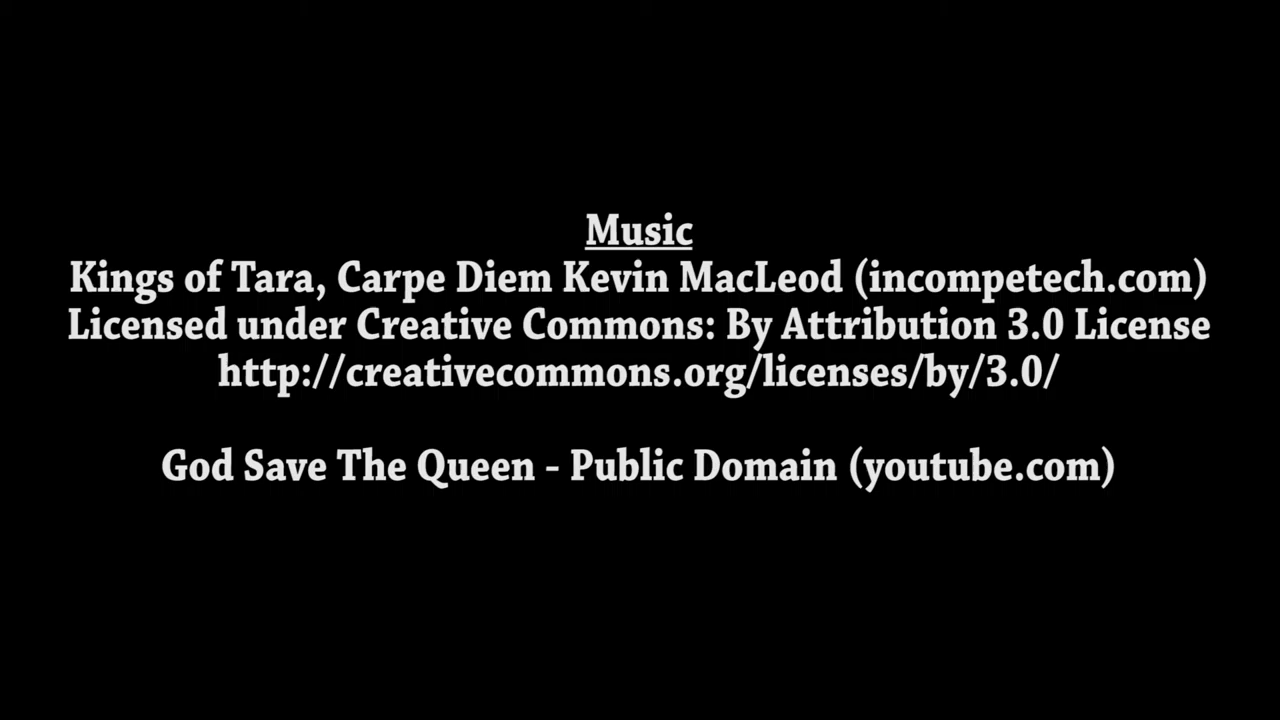 Music
Kings of Tara, Carpe Diem Kevin MacLeod (incompetech.com)
Licensed under Creative Commons: By Attribution 3.0 License
http://creativecommons.org/licenses/by/3.0/
God Save The Queen - Public Domain (youtube.com)